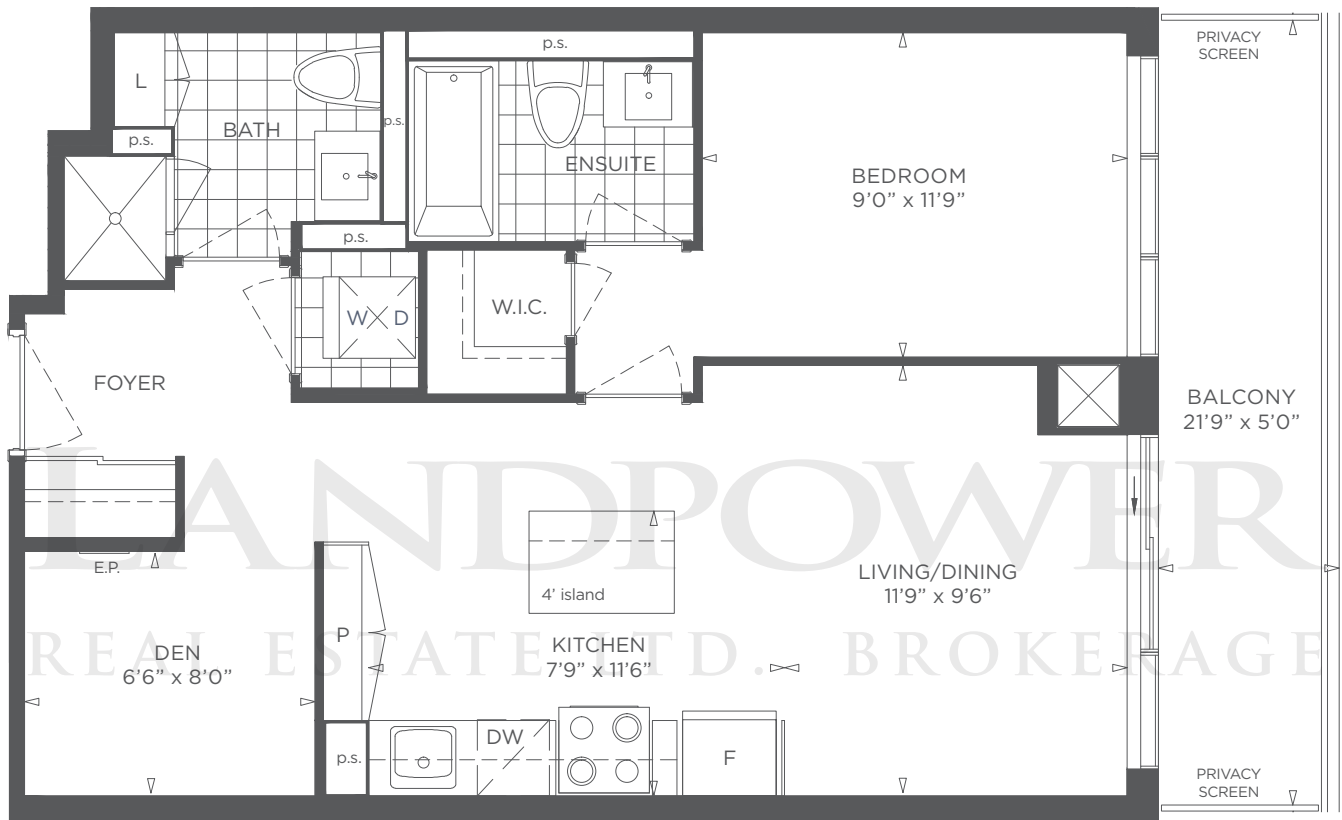 p.s.
PRIVACY
SCREEN
L
BATH
p.s.
p.s.
ENSUITE
BEDROOM
9'0" x 11'9"
p.s.
W D
W.I.C.
FOYER
BALCONY
21'9" x 5'0"
LANDPOWER
E.P.
4' island
LIVING/DINING
11'9" x 9'6"
P
KITCHEN
7'9" x 11'6"
REAL ESTATE LTD. BROKERAGE
DEN
6'6" x 8'0"
DW
p.s.
F
PRIVACY
SCREEN